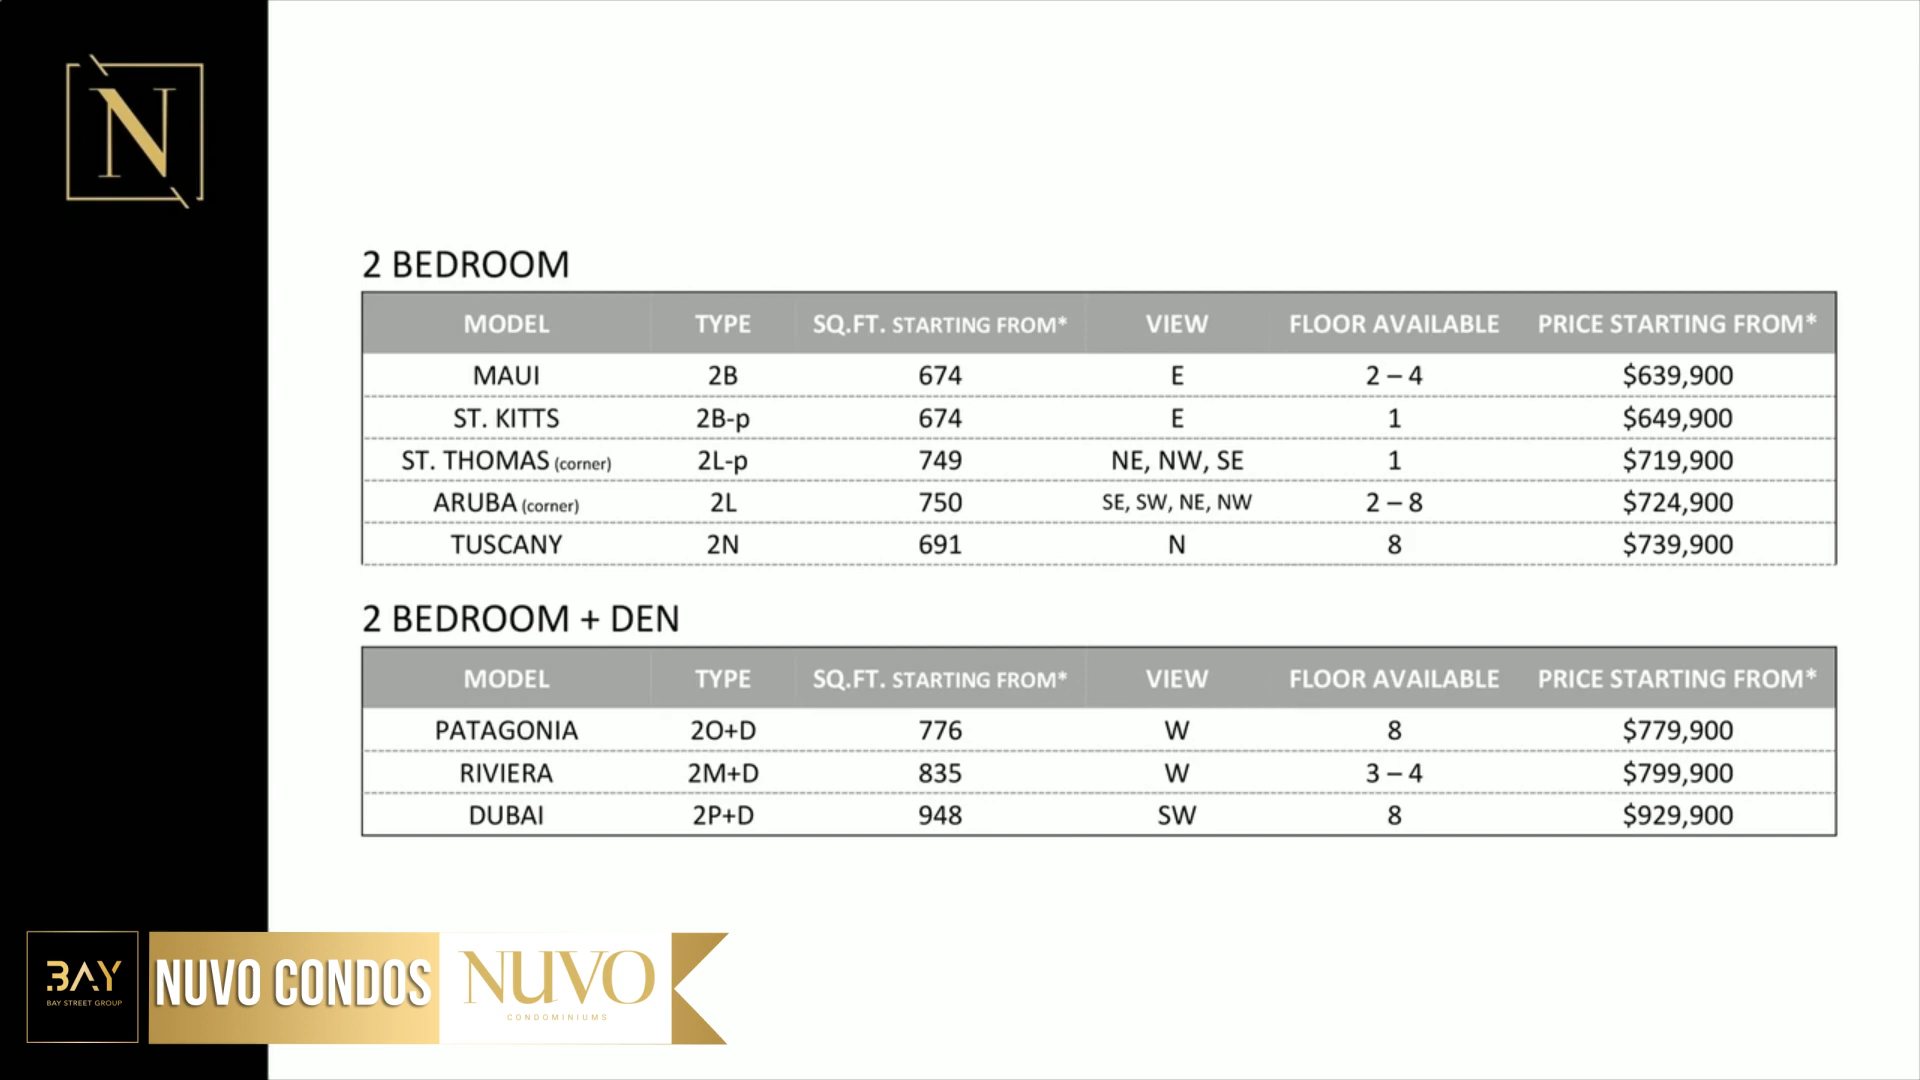 N
2 BEDROOM
MODEL TYPE SQ.FT. STARTING FROM* VIEW FLOOR AVAILABLE PRICE STARTING FROM*
MAUI 2B 674 E 2 – 4 $639,900
ST. KITTS 2B-p 674 E 1 $649,900
ST. THOMAS (corner) 2L-p 749 NE, NW, SE 1 $719,900
ARUBA (corner) 2L 750 SE, SW, NE, NW 2 – 8 $724,900
TUSCANY 2N 691 N 8 $739,900
2 BEDROOM + DEN
MODEL TYPE SQ.FT. STARTING FROM* VIEW FLOOR AVAILABLE PRICE STARTING FROM*
PATAGONIA 2O+D 776 W 8 $779,900
RIVIERA 2M+D 835 W 3 – 4 $799,900
DUBAI 2P+D 948 SW 8 $929,900
BAY
BAY STREET GROUP
NUVO CONDOS
NUVO
CONDOMINIUMS